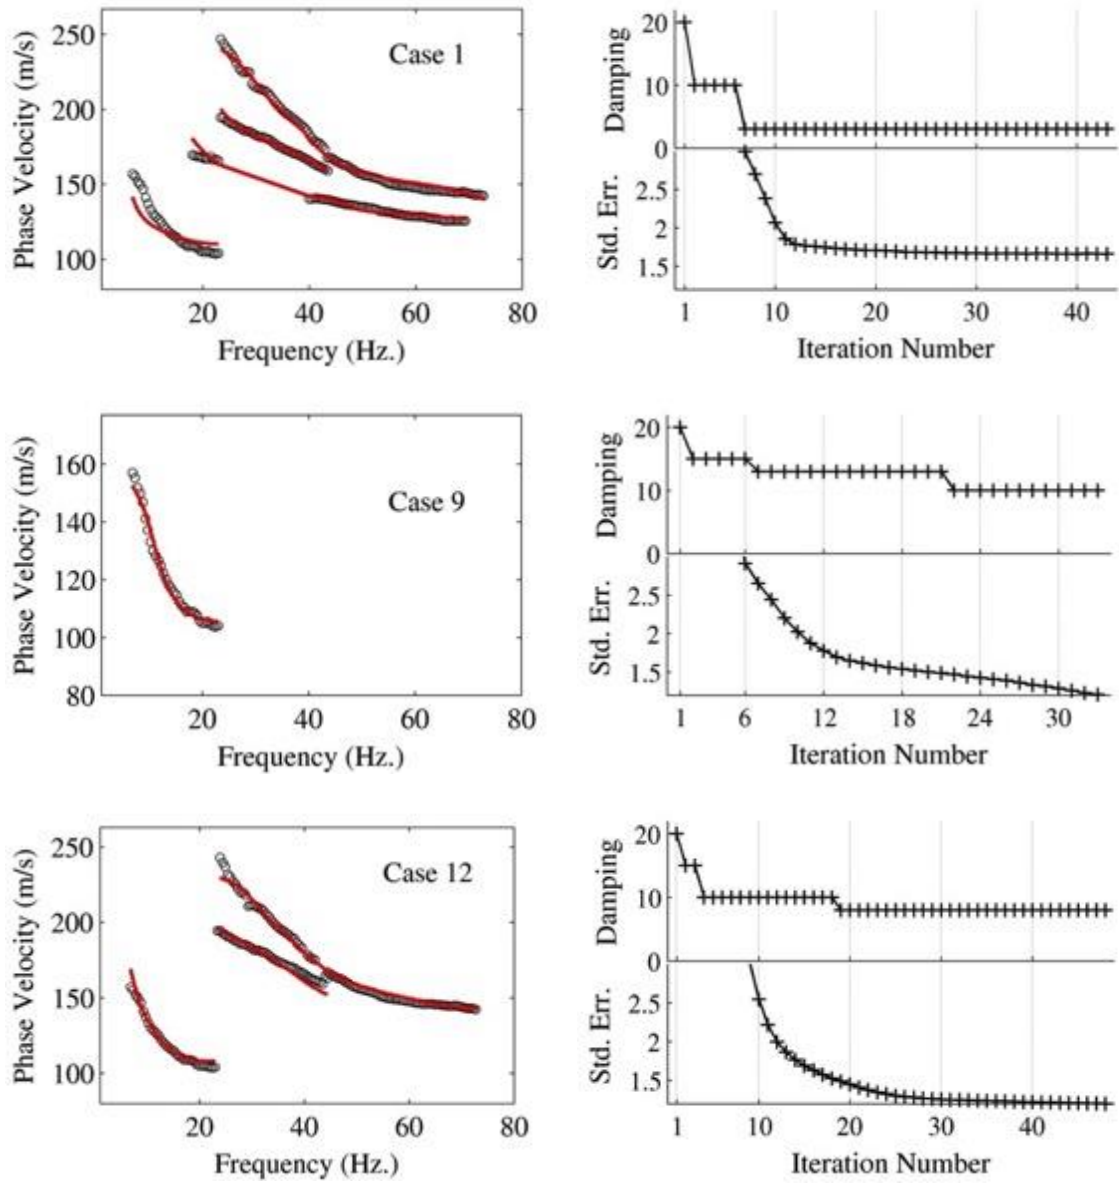 250
200
150
100
Phase Velocity (m/s)
Case 1
20 40 60 80
Frequency (Hz.)
20
10
0
Damping
2.5
2
1.5
Std. Err.
1 10 20 30 40
Iteration Number
160
140
120
100
80
Phase Velocity (m/s)
Case 9
20 40 60 80
Frequency (Hz.)
20
10
0
Damping
2.5
2
1.5
Std. Err.
1 6 12 18 24 30
Iteration Number
250
200
150
100
Phase Velocity (m/s)
Case 12
20 40 60 80
Frequency (Hz.)
20
10
0
Damping
2.5
2
1.5
Std. Err.
1 10 20 30 40
Iteration Number